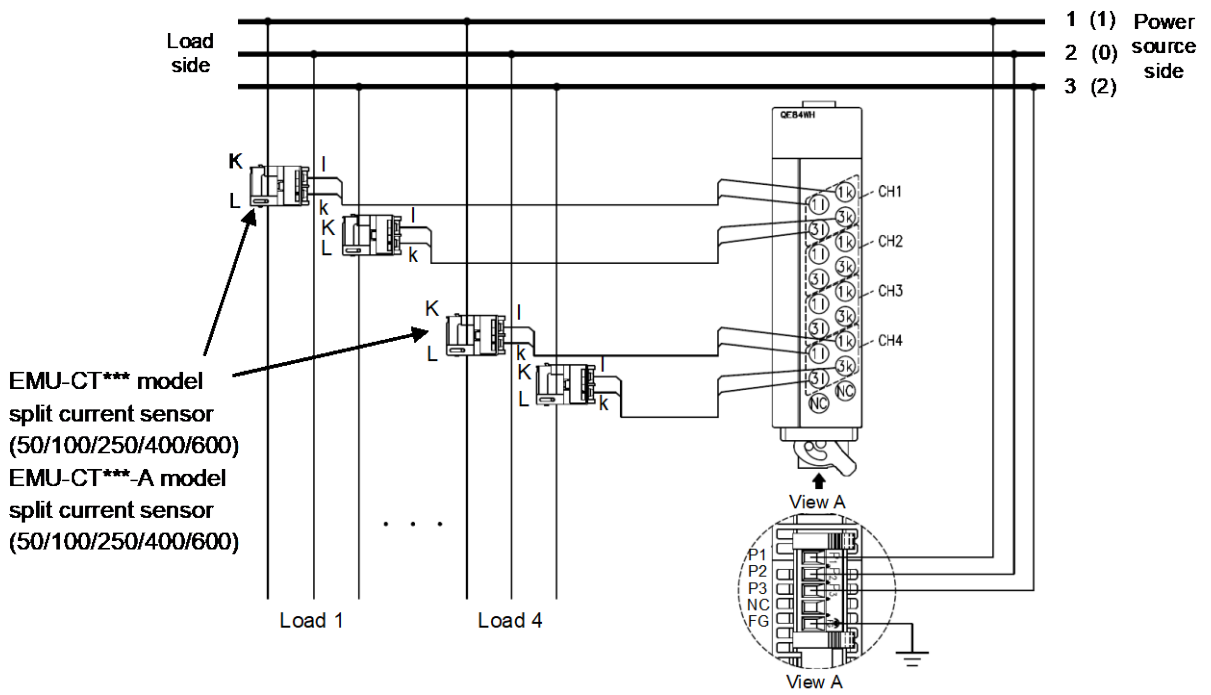 1 (1) Power
Load
side
2 (0) source
side
3 (2)
QE84WH
K
L
l
k
K
L
l
k
K
L
l
k
K
L
l
k
1k
CH1
1l
3k
3l
1k
CH2
1l
3k
3l
1k
CH3
1l
3k
3l
1k
CH4
1l
3k
3l
NC
NC
EMU-CT*** model
split current sensor
(50/100/250/400/600)
EMU-CT***-A model
split current sensor
(50/100/250/400/600)
. . .
View A
P1
P2
P3
NC
FG
P1
P2
P3
Load 1
Load 4
View A